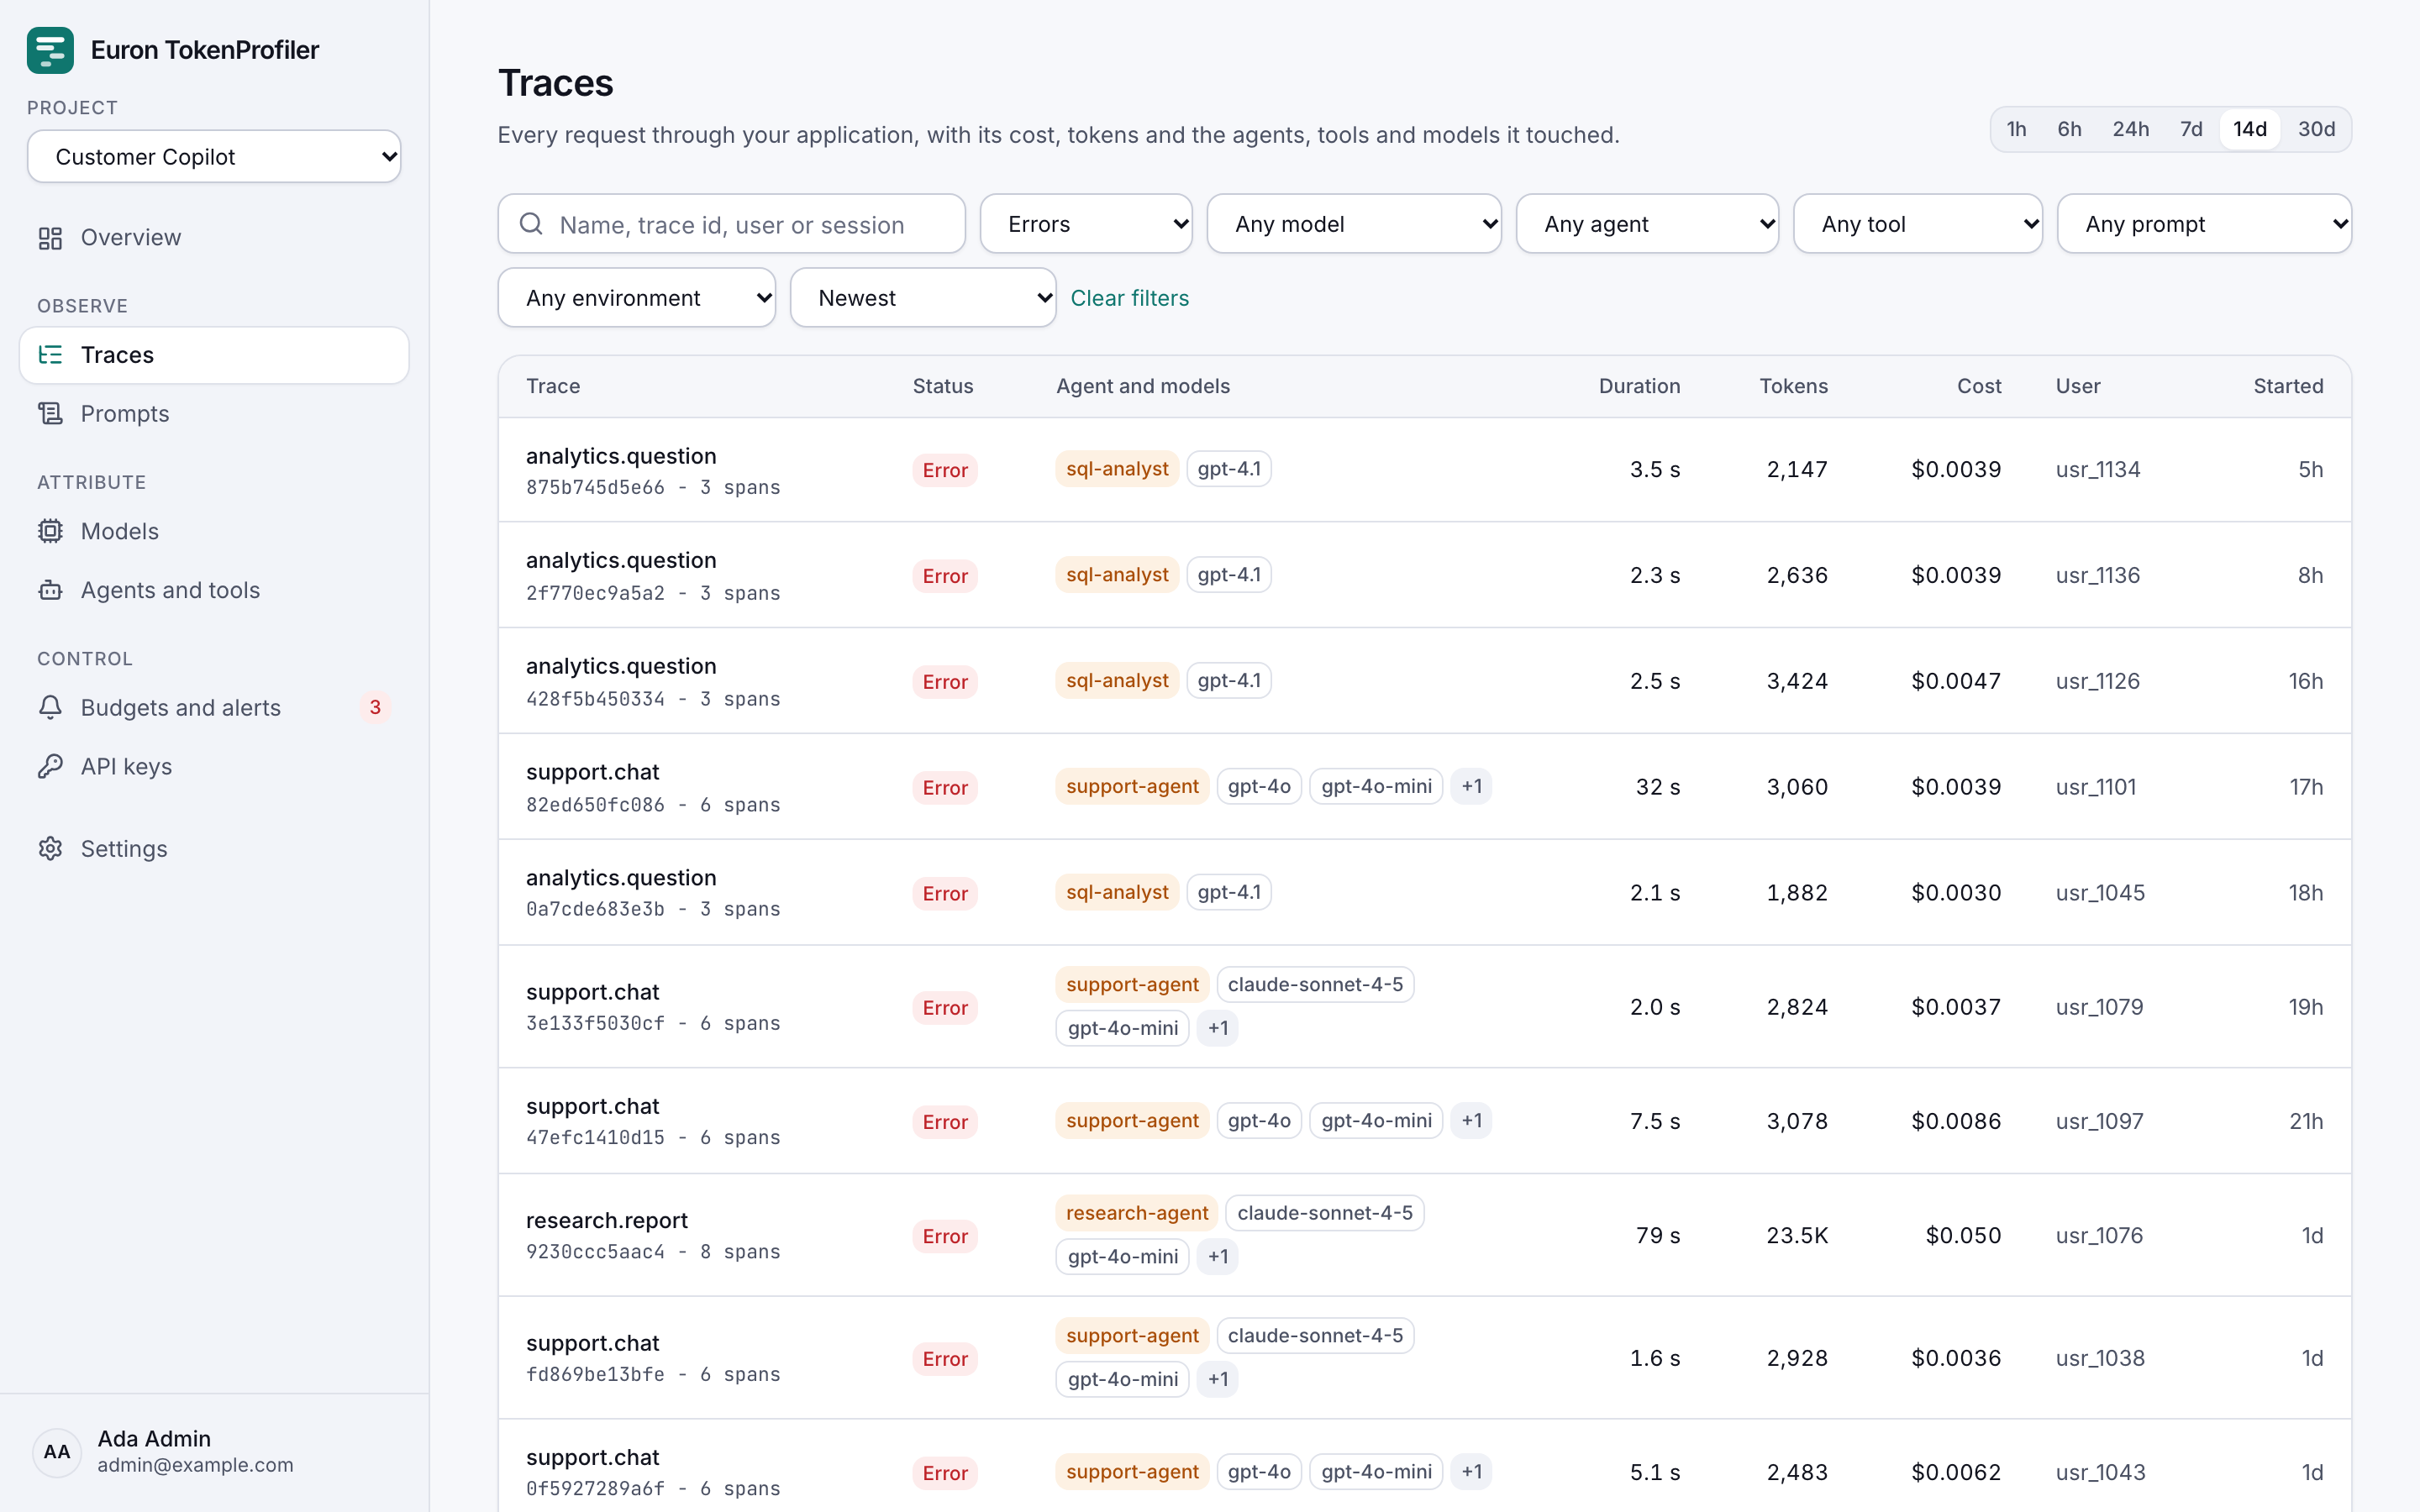 Euron TokenProfiler
PROJECT
Customer Copilot
Overview
OBSERVE
Traces
Prompts
ATTRIBUTE
Models
Agents and tools
CONTROL
Budgets and alerts 3
API keys
Settings
AA
Ada Admin
admin@example.com
Traces
Every request through your application, with its cost, tokens and the agents, tools and models it touched.
1h 6h 24h 7d 14d 30d
Name, trace id, user or session Errors Any model Any agent Any tool Any prompt
Any environment Newest Clear filters
Trace Status Agent and models Duration Tokens Cost User Started
analytics.question
875b745d5e66 - 3 spans
Error sql-analyst gpt-4.1 3.5 s 2,147 $0.0039 usr_1134 5h
analytics.question
2f770ec9a5a2 - 3 spans
Error sql-analyst gpt-4.1 2.3 s 2,636 $0.0039 usr_1136 8h
analytics.question
428f5b450334 - 3 spans
Error sql-analyst gpt-4.1 2.5 s 3,424 $0.0047 usr_1126 16h
support.chat
82ed650fc086 - 6 spans
Error support-agent gpt-4o gpt-4o-mini +1 32 s 3,060 $0.0039 usr_1101 17h
analytics.question
0a7cde683e3b - 3 spans
Error sql-analyst gpt-4.1 2.1 s 1,882 $0.0030 usr_1045 18h
support.chat
3e133f5030cf - 6 spans
Error support-agent claude-sonnet-4-5
gpt-4o-mini +1
2.0 s 2,824 $0.0037 usr_1079 19h
support.chat
47efc1410d15 - 6 spans
Error support-agent gpt-4o gpt-4o-mini +1 7.5 s 3,078 $0.0086 usr_1097 21h
research.report
9230ccc5aac4 - 8 spans
Error research-agent claude-sonnet-4-5
gpt-4o-mini +1
79 s 23.5K $0.050 usr_1076 1d
support.chat
fd869be13bfe - 6 spans
Error support-agent claude-sonnet-4-5
gpt-4o-mini +1
1.6 s 2,928 $0.0036 usr_1038 1d
support.chat
0f5927289a6f - 6 spans
Error support-agent gpt-4o gpt-4o-mini +1 5.1 s 2,483 $0.0062 usr_1043 1d